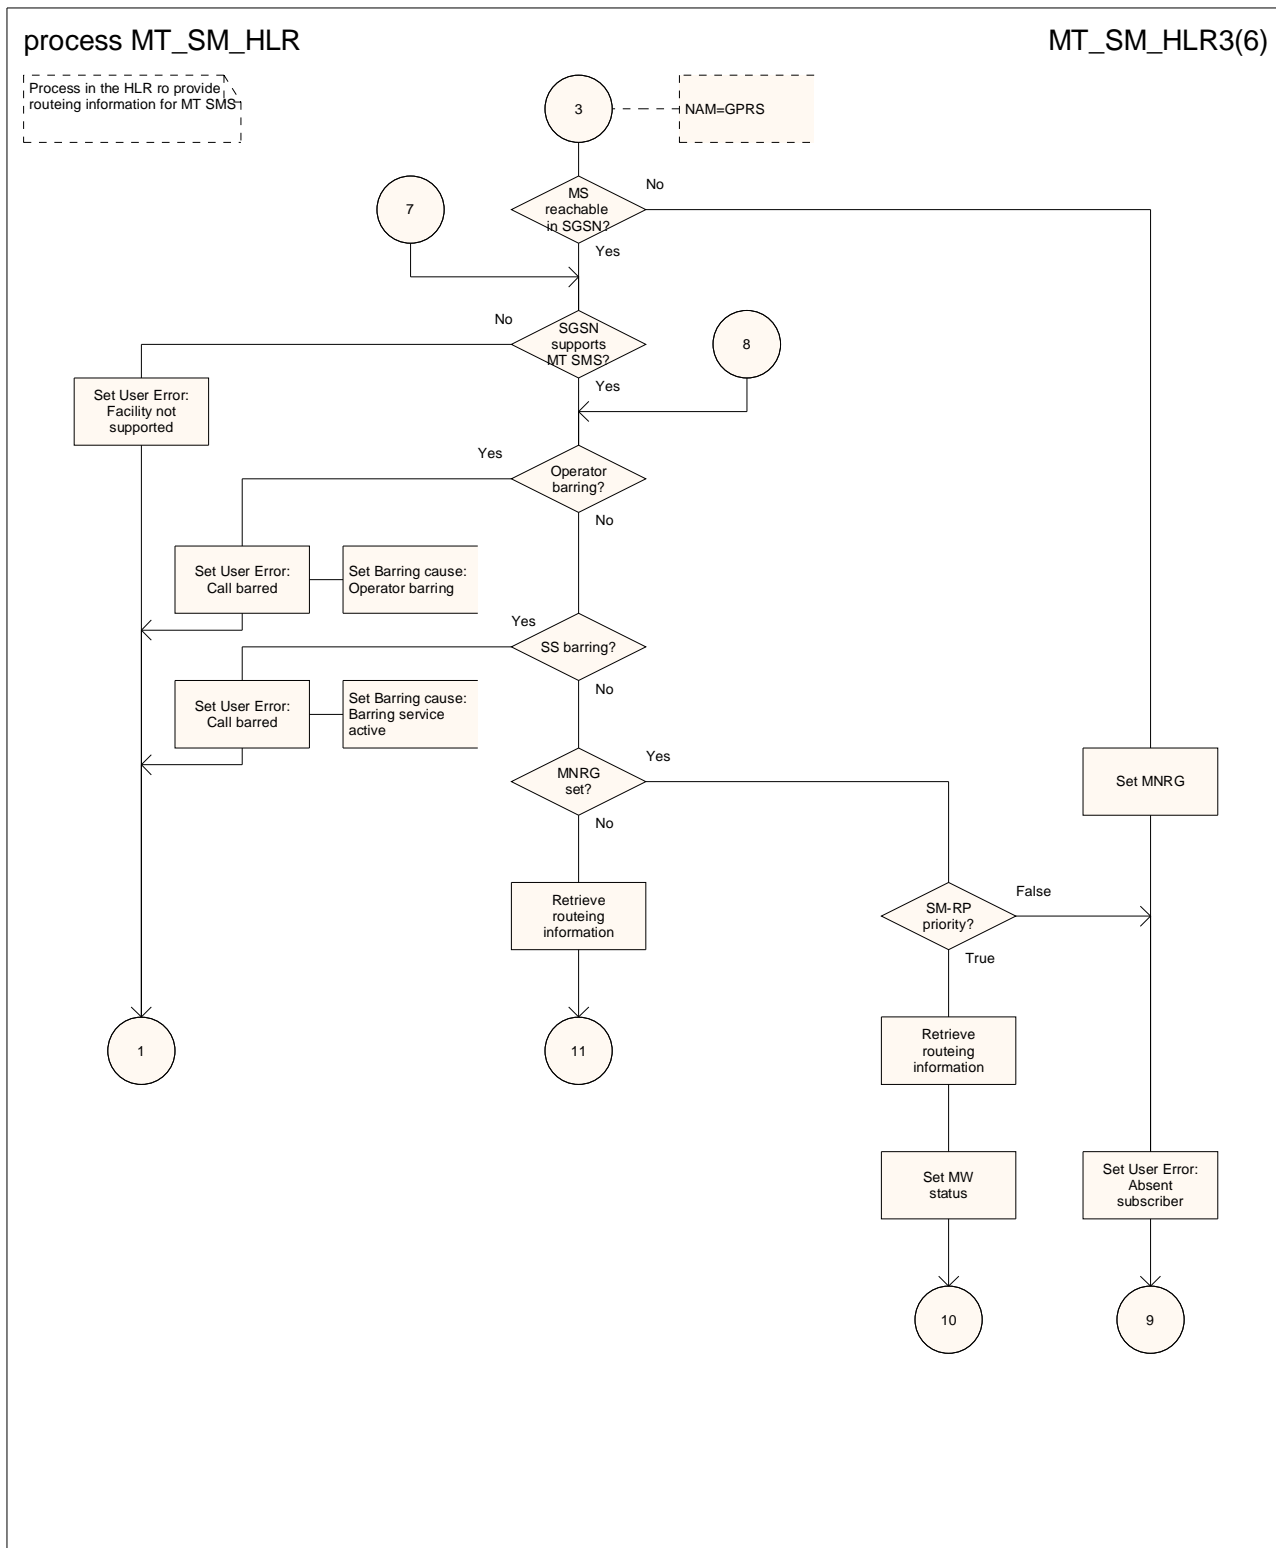 process MT_SM_HLR
MT_SM_HLR3(6)
Process in the HLR ro provide
routeing information for MT SMS
3
NAM=GPRS
MS
reachable
in SGSN?
No
Yes
7
SGSN
supports
MT SMS?
No
Yes
8
Set User Error:
Facility not
supported
Operator
barring?
Yes
No
Set User Error:
Call barred
Set Barring cause:
Operator barring
SS barring?
Yes
No
Set User Error:
Call barred
Set Barring cause:
Barring service
active
MNRG
set?
Yes
No
Set MNRG
Retrieve
routeing
information
SM-RP
priority?
False
True
1
11
Retrieve
routeing
information
Set MW
status
Set User Error:
Absent
subscriber
10
9